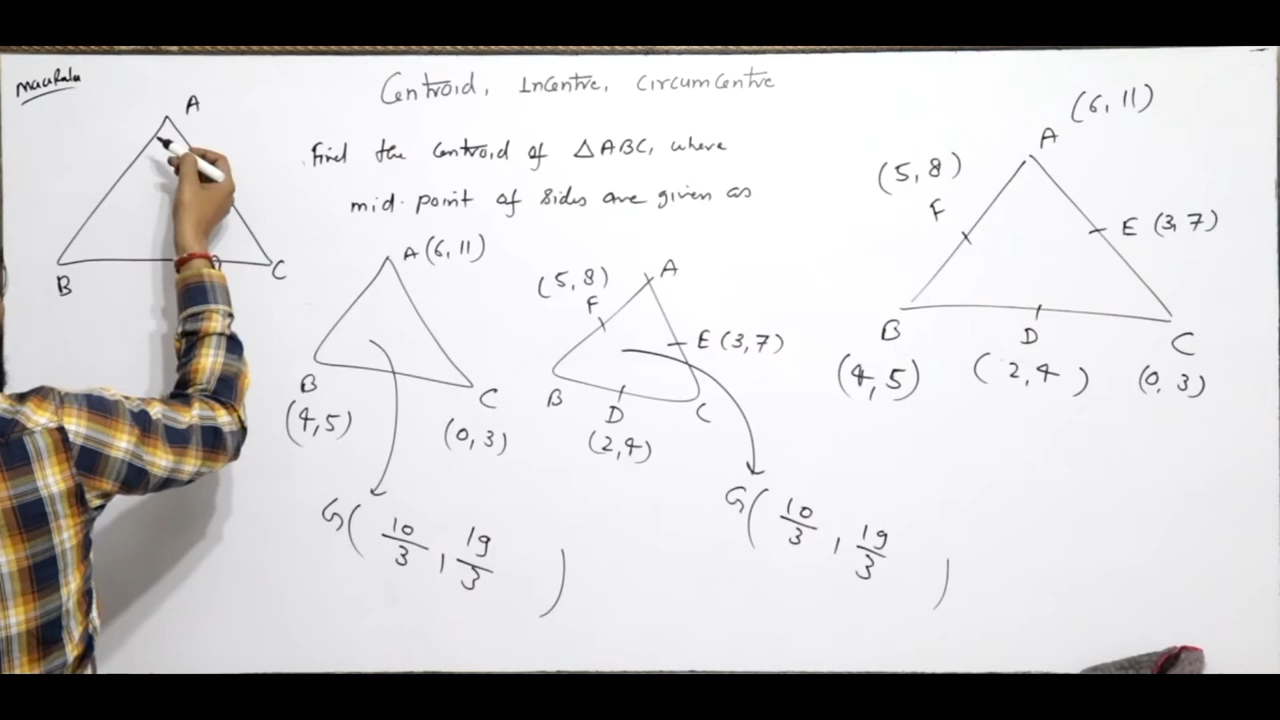 Centroid, Incentre, Circumcentre
Find the centroid of △ABC, where
mid-point of sides are given as
A
B
C
A (6, 11)
B
(4,5)
C
(0, 3)
G( 10/3, 19/3 )
A
(5, 8)
F
E (3,7)
B
D
(2,4)
C
G( 10/3, 19/3 )
(6, 11)
A
(5, 8)
F
E (3, 7)
B
D
C
(4, 5)
(2, 4)
(0, 3)